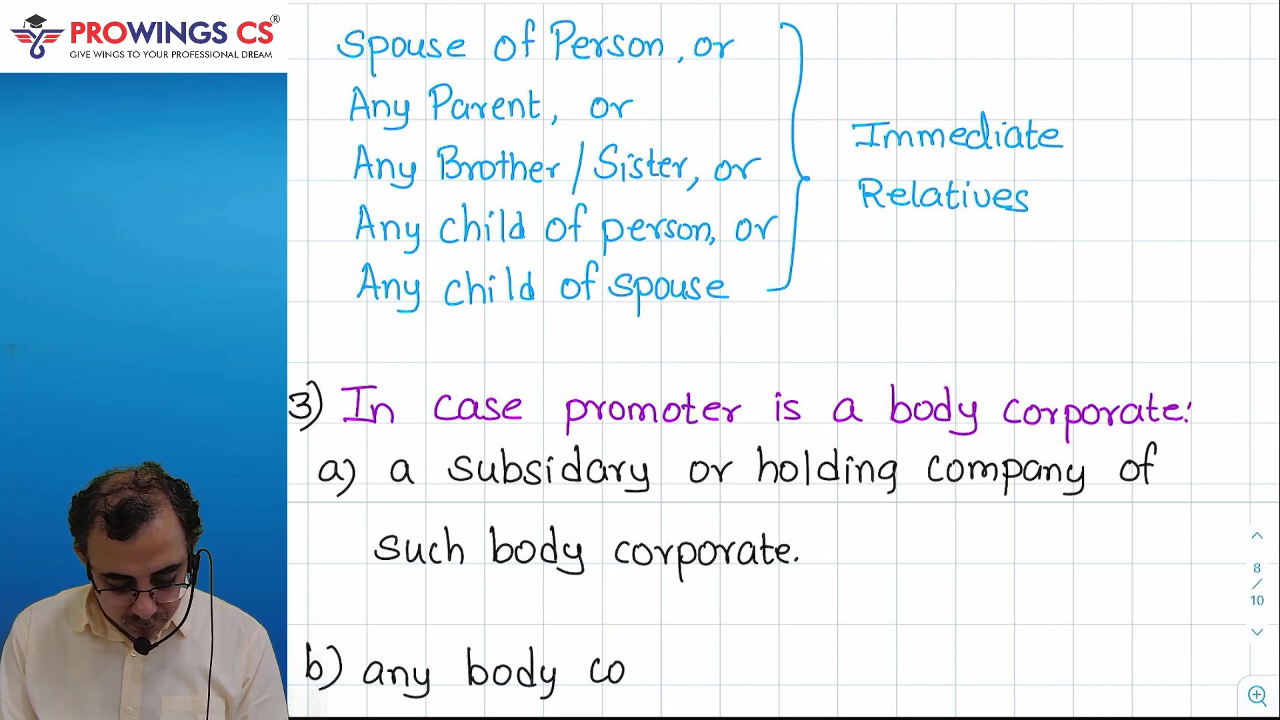 PROWINGS CS®
GIVE WINGS TO YOUR PROFESSIONAL DREAM
Spouse of Person, or
Any Parent, or
Any Brother / Sister, or
Any child of person, or
Any child of spouse
Immediate
Relatives
3) In case promoter is a body corporate:
a) a subsidary or holding company of
such body corporate.
b) any body co
8
/
10